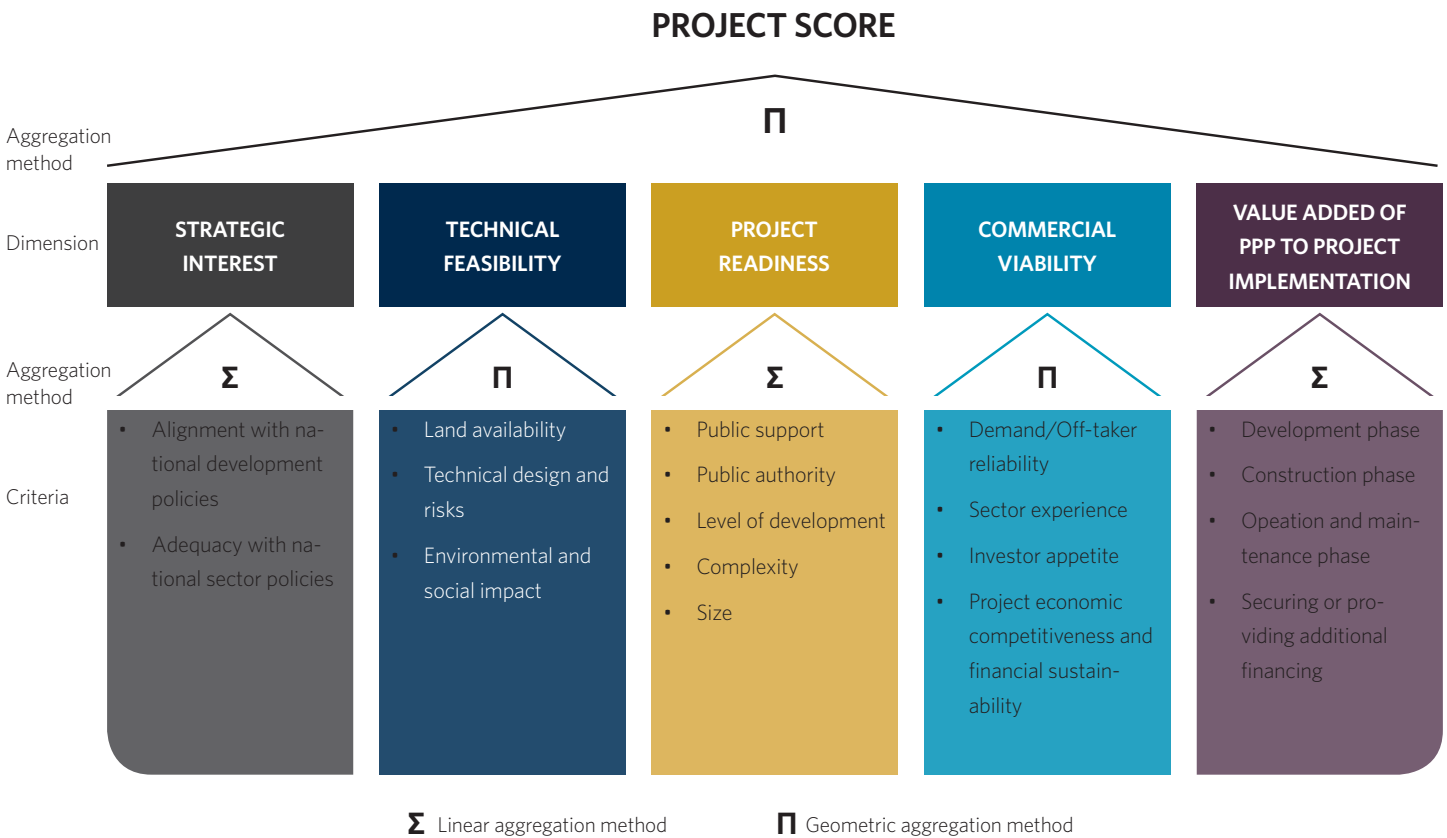 PROJECT SCORE
Aggregation
method
Π
Dimension
STRATEGIC
INTEREST
TECHNICAL
FEASIBILITY
PROJECT
READINESS
COMMERCIAL
VIABILITY
VALUE ADDED OF
PPP TO PROJECT
IMPLEMENTATION
Aggregation
method
Σ
Π
Σ
Π
Σ
Criteria
• Alignment with na-
tional development
policies
• Adequacy with na-
tional sector policies
• Land availability
• Technical design and
risks
• Environmental and
social impact
• Public support
• Public authority
• Level of development
• Complexity
• Size
• Demand/Off-taker
reliability
• Sector experience
• Investor appetite
• Project economic
competitiveness and
financial sustain-
ability
• Development phase
• Construction phase
• Opeation and main-
tenance phase
• Securing or pro-
viding additional
financing
Σ Linear aggregation method
Π Geometric aggregation method